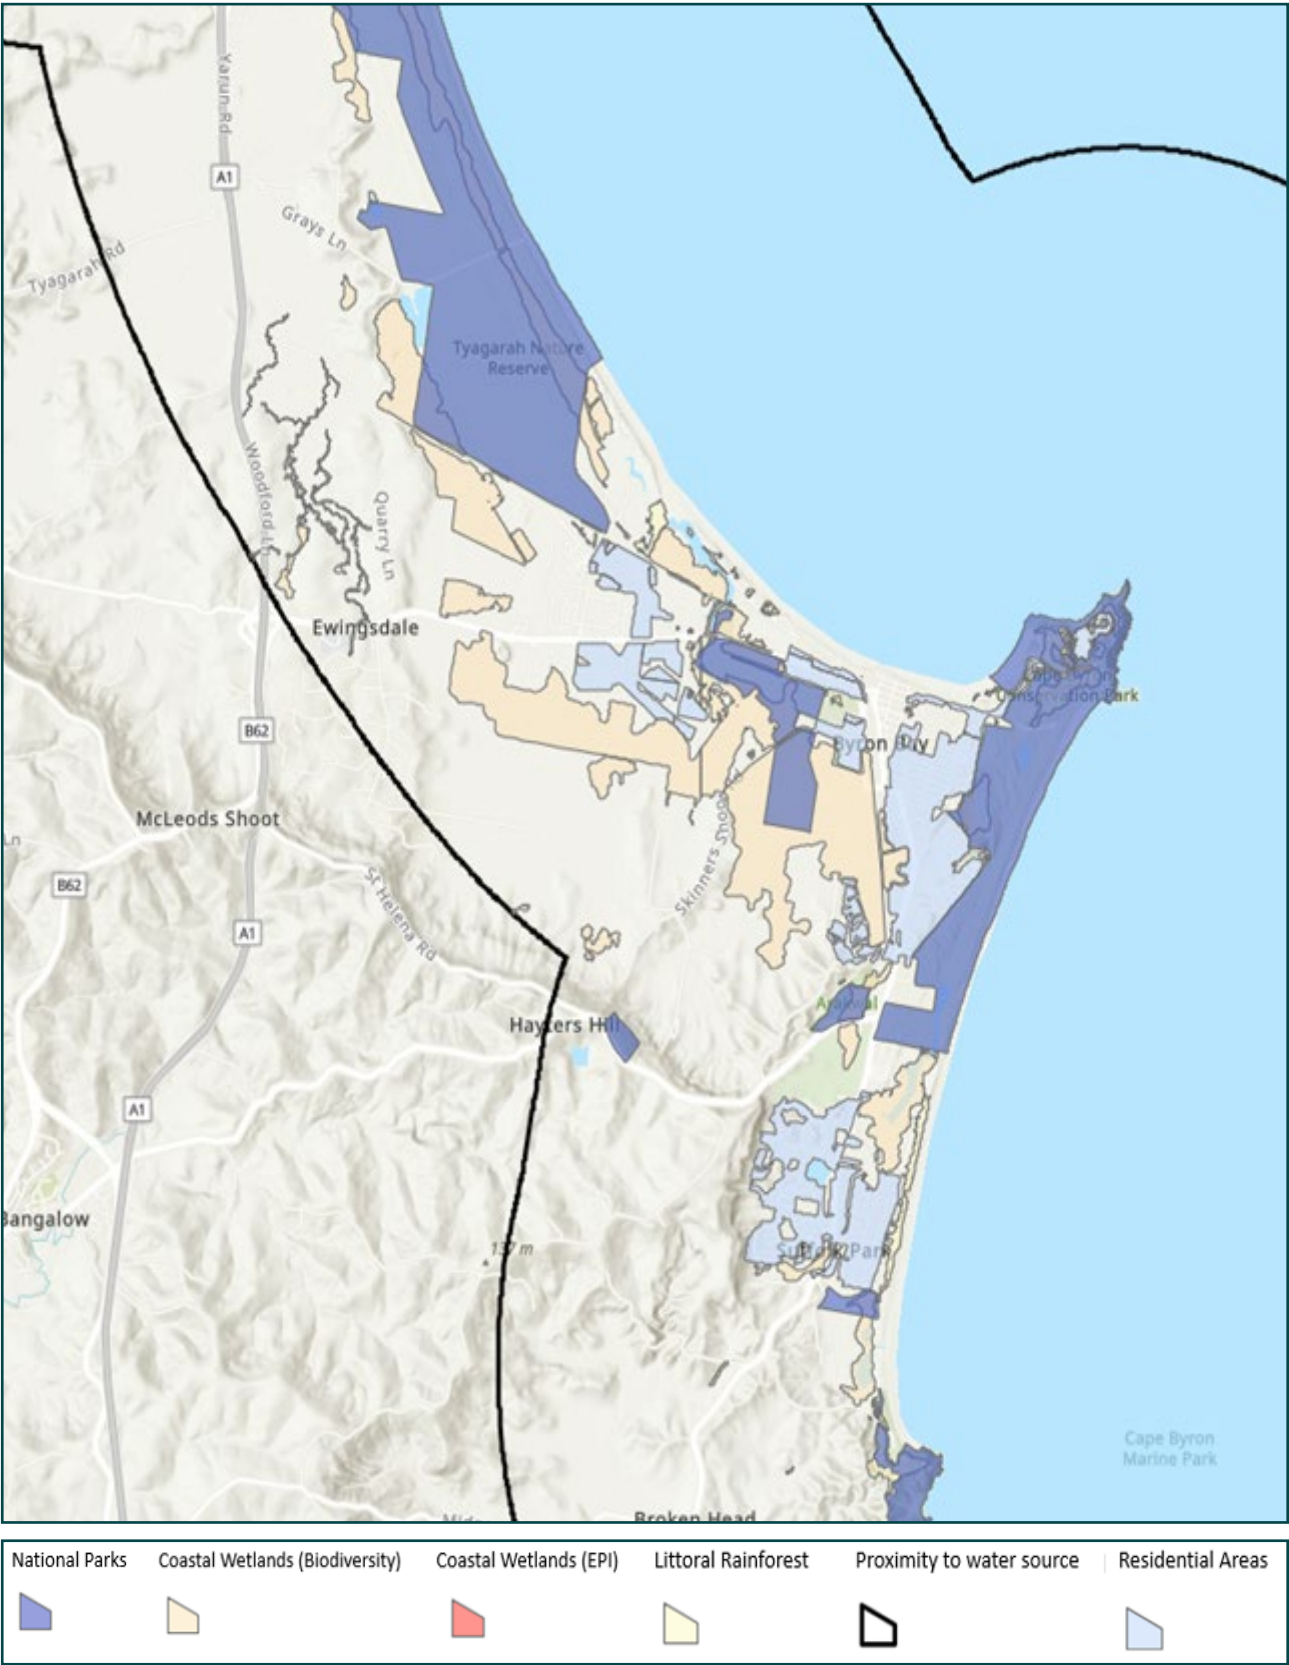 Yarun Rd
A1
Grays Ln
Tyagarah Rd
Tyagarah Nature
Reserve
Woodford Ln
Quarry Ln
Ewingsdale
Cape Byron
Conservation Park
B62
Byron Bay
McLeods Shoot
Ln
Skinners Shoot
B62
St Helena Rd
A1
Arakwal
Hayters Hill
A1
Bangalow
137 m
Suffolk Park
Cape Byron
Marine Park
Broken Head
National Parks
Coastal Wetlands (Biodiversity)
Coastal Wetlands (EPI)
Littoral Rainforest
Proximity to water source
Residential Areas